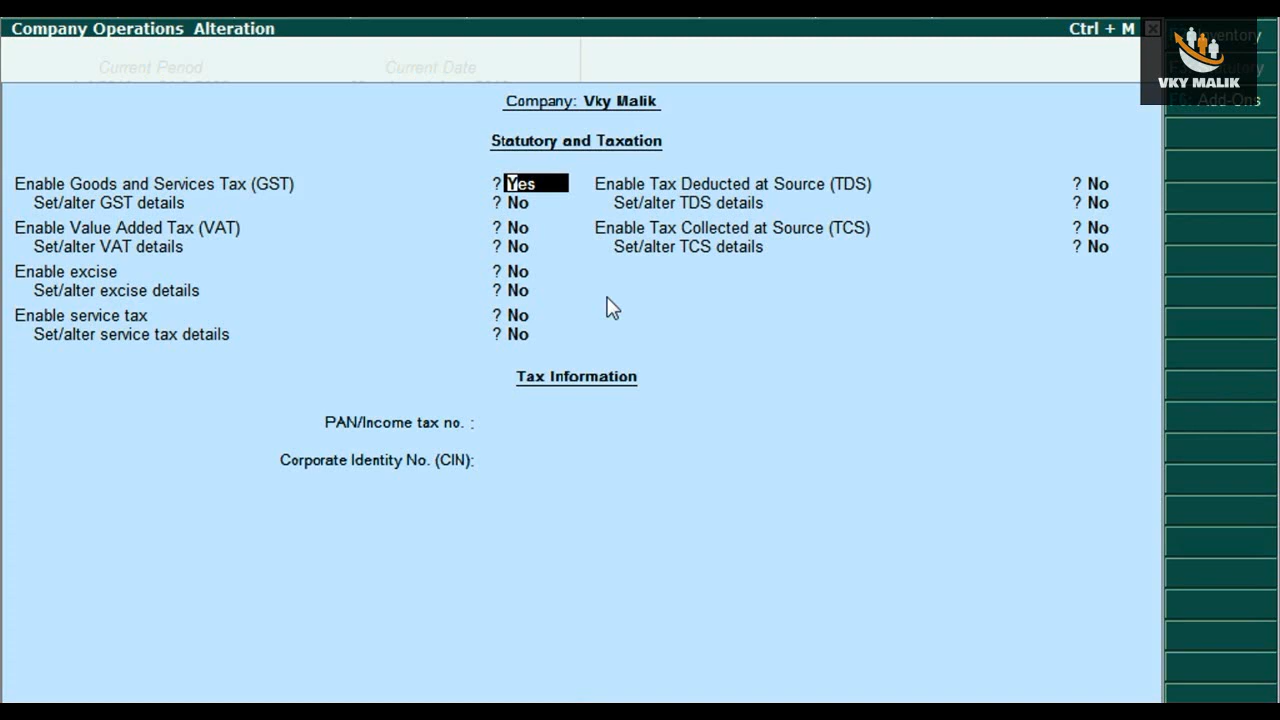 Company Operations Alteration Ctrl + M
Inventory
Current Period Current Date
VKY MALIK
F6: Add-Ons
Company: Vky Malik
Statutory and Taxation
Enable Goods and Services Tax (GST) ? Yes Enable Tax Deducted at Source (TDS) ? No
Set/alter GST details ? No Set/alter TDS details ? No
Enable Value Added Tax (VAT) ? No Enable Tax Collected at Source (TCS) ? No
Set/alter VAT details ? No Set/alter TCS details ? No
Enable excise ? No
Set/alter excise details ? No
Enable service tax ? No
Set/alter service tax details ? No
Tax Information
PAN/Income tax no. :
Corporate Identity No. (CIN):